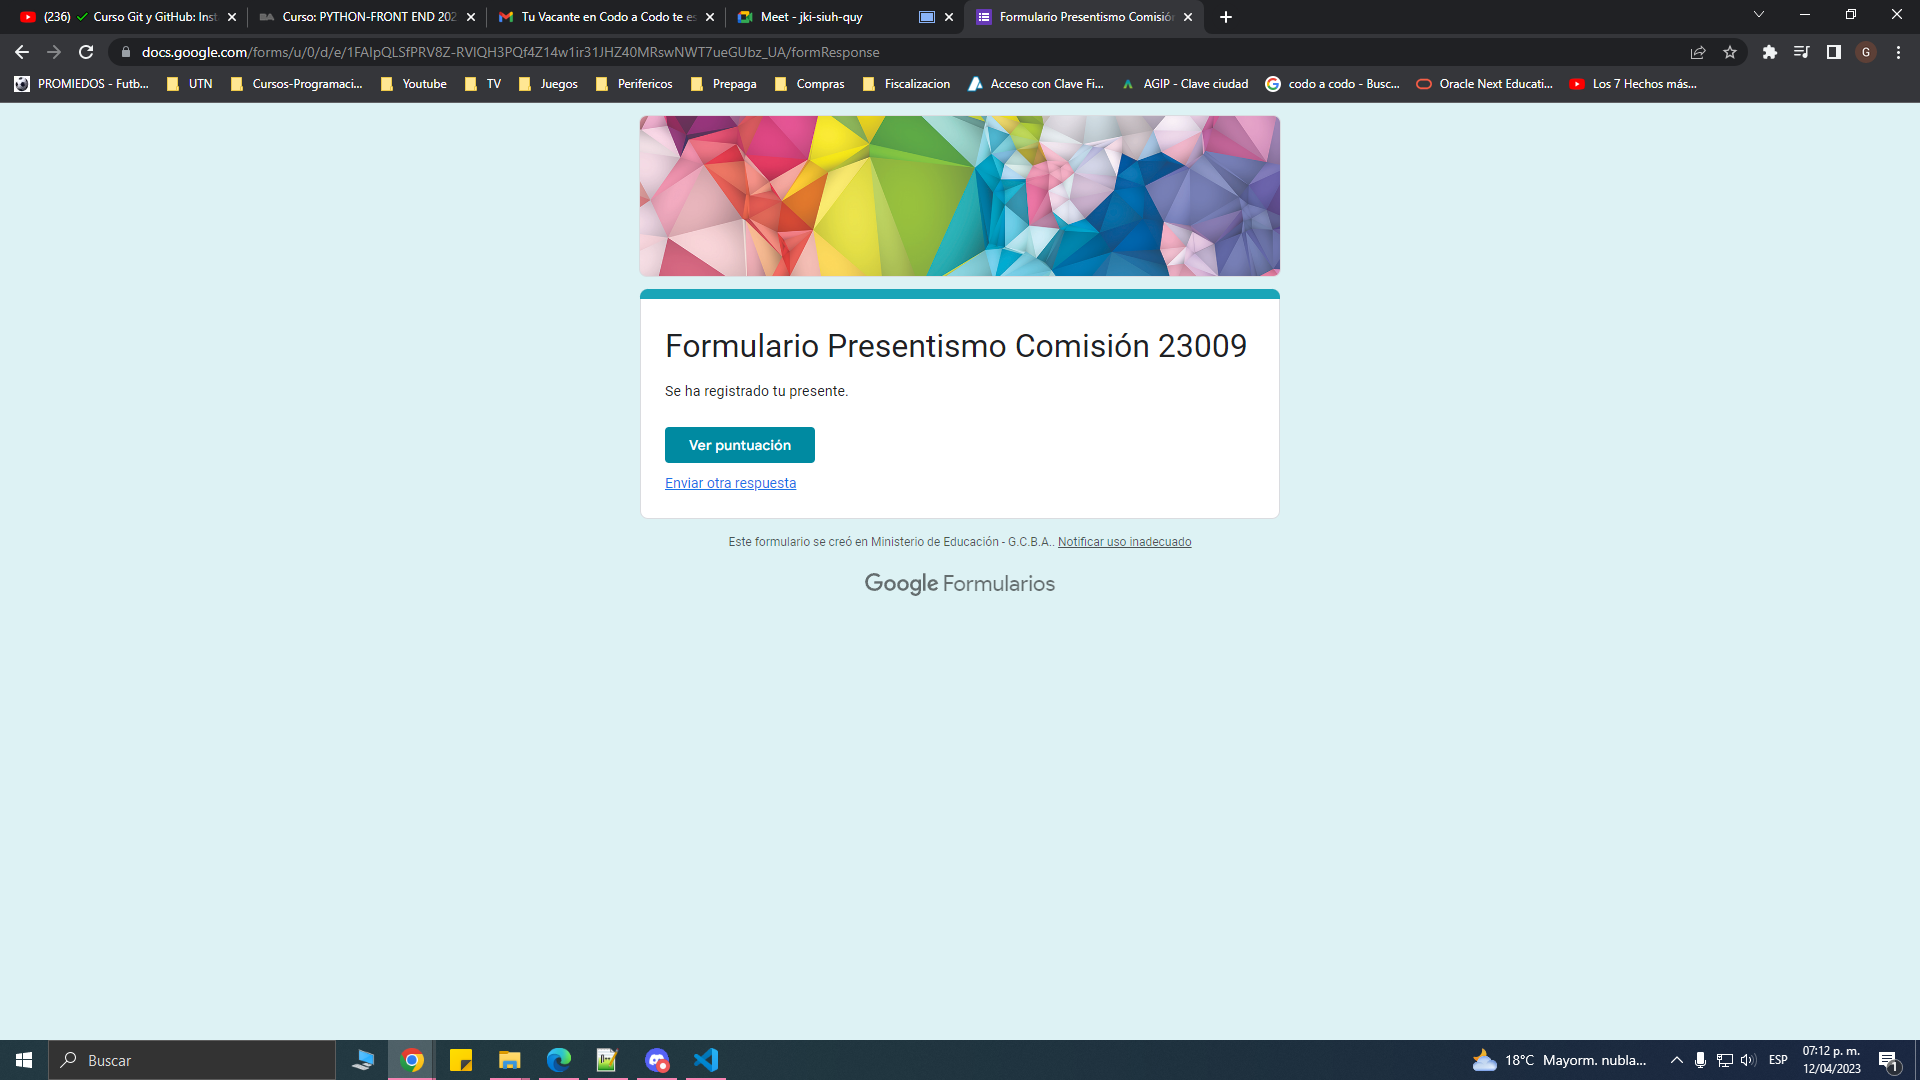 (236) ✓ Curso Git y GitHub: Inst
Curso: PYTHON-FRONT END 202
Tu Vacante en Codo a Codo te es
Meet - jki-siuh-quy
Formulario Presentismo Comisión
docs.google.com/forms/u/0/d/e/1FAIpQLSfPRV8Z-RVlQH3PQf4Z14w1ir31JHZ40MRswNWT7ueGUbz_UA/formResponse
G
PROMIEDOS - Futb...
UTN
Cursos-Programaci...
Youtube
TV
Juegos
Perifericos
Prepaga
Compras
Fiscalizacion
Acceso con Clave Fi...
AGIP - Clave ciudad
codo a codo - Busc...
Oracle Next Educati...
Los 7 Hechos más...
Formulario Presentismo Comisión 23009
Se ha registrado tu presente.
Ver puntuación
Enviar otra respuesta
Este formulario se creó en Ministerio de Educación - G.C.B.A.. Notificar uso inadecuado
Google Formularios
Buscar
18°C Mayorm. nubla...
ESP
07:12 p. m.
12/04/2023
1